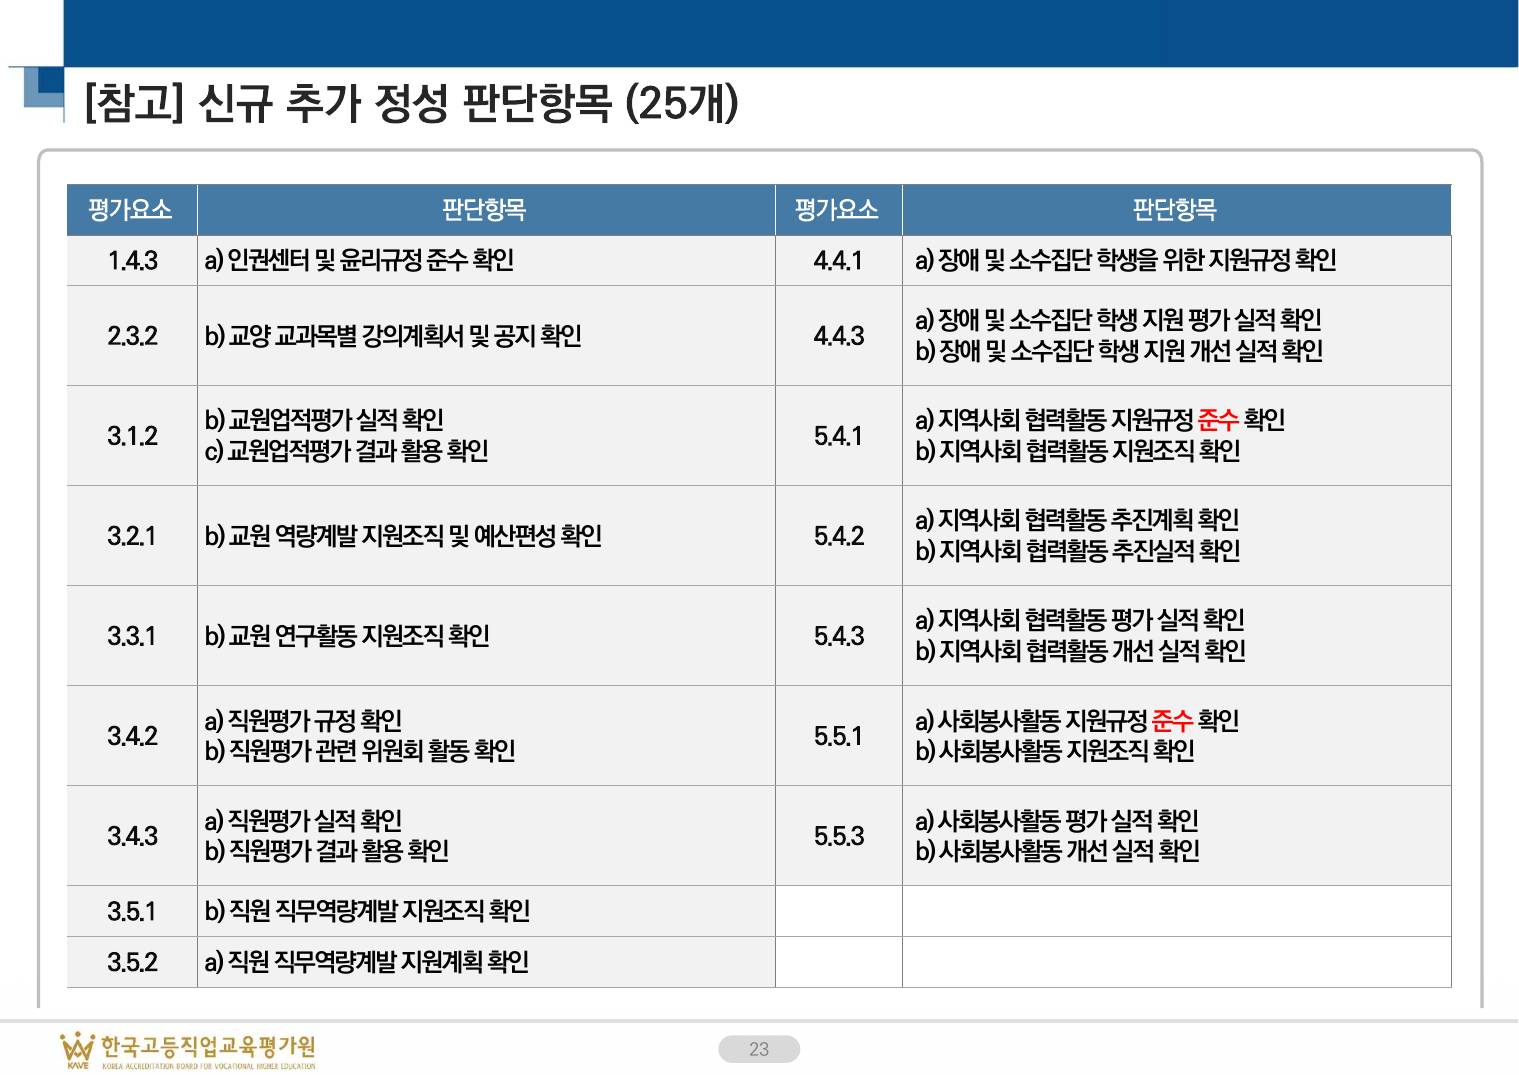 [참고] 신규 추가 정성 판단항목 (25개)
평가요소 판단항목 평가요소 판단항목
1.4.3 a) 인권센터 및 윤리규정 준수 확인 4.4.1 a) 장애 및 소수집단 학생을 위한 지원규정 확인
2.3.2 b) 교양 교과목별 강의계획서 및 공지 확인 4.4.3 a) 장애 및 소수집단 학생 지원 평가 실적 확인
b) 장애 및 소수집단 학생 지원 개선 실적 확인
3.1.2 b) 교원업적평가 실적 확인
c) 교원업적평가 결과 활용 확인
5.4.1 a) 지역사회 협력활동 지원규정 준수 확인
b) 지역사회 협력활동 지원조직 확인
3.2.1 b) 교원 역량계발 지원조직 및 예산편성 확인 5.4.2 a) 지역사회 협력활동 추진계획 확인
b) 지역사회 협력활동 추진실적 확인
3.3.1 b) 교원 연구활동 지원조직 확인 5.4.3 a) 지역사회 협력활동 평가 실적 확인
b) 지역사회 협력활동 개선 실적 확인
3.4.2 a) 직원평가 규정 확인
b) 직원평가 관련 위원회 활동 확인
5.5.1 a) 사회봉사활동 지원규정 준수 확인
b) 사회봉사활동 지원조직 확인
3.4.3 a) 직원평가 실적 확인
b) 직원평가 결과 활용 확인
5.5.3 a) 사회봉사활동 평가 실적 확인
b) 사회봉사활동 개선 실적 확인
3.5.1 b) 직원 직무역량계발 지원조직 확인
3.5.2 a) 직원 직무역량계발 지원계획 확인
KAVE 한국고등직업교육평가원
KOREA ACCREDITATION BOARD FOR VOCATIONAL HIGHER EDUCATION
23